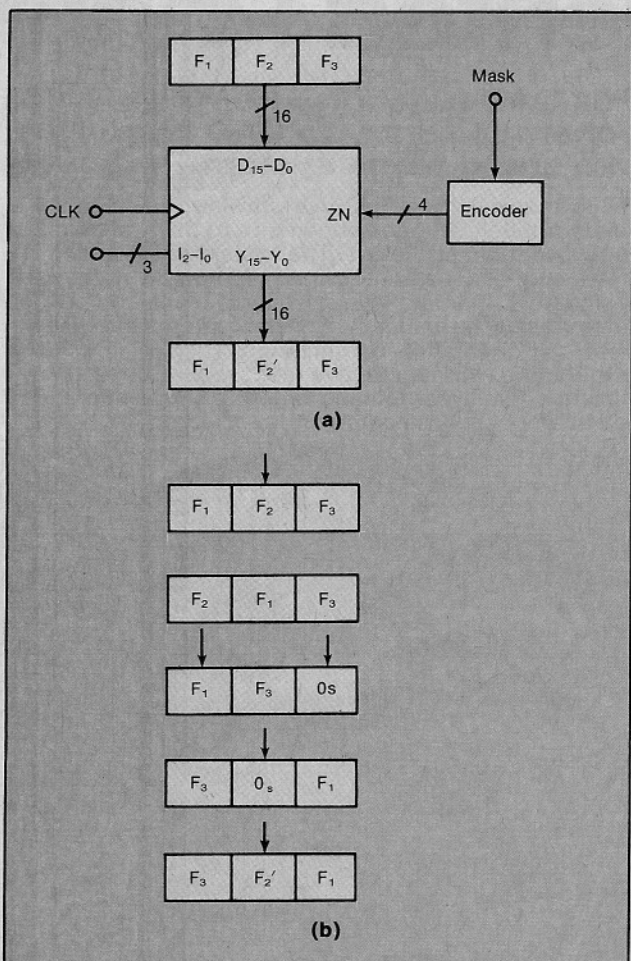 F₁ F₂ F₃
Mask
16
D₁₅–D₀
CLK
ZN
4
Encoder
3
I₂–I₀ Y₁₅–Y₀
16
F₁ F₂′ F₃
(a)
F₁ F₂ F₃
F₂ F₁ F₃
F₁ F₃ 0s
F₃ 0ₛ F₁
F₃ F₂′ F₁
(b)